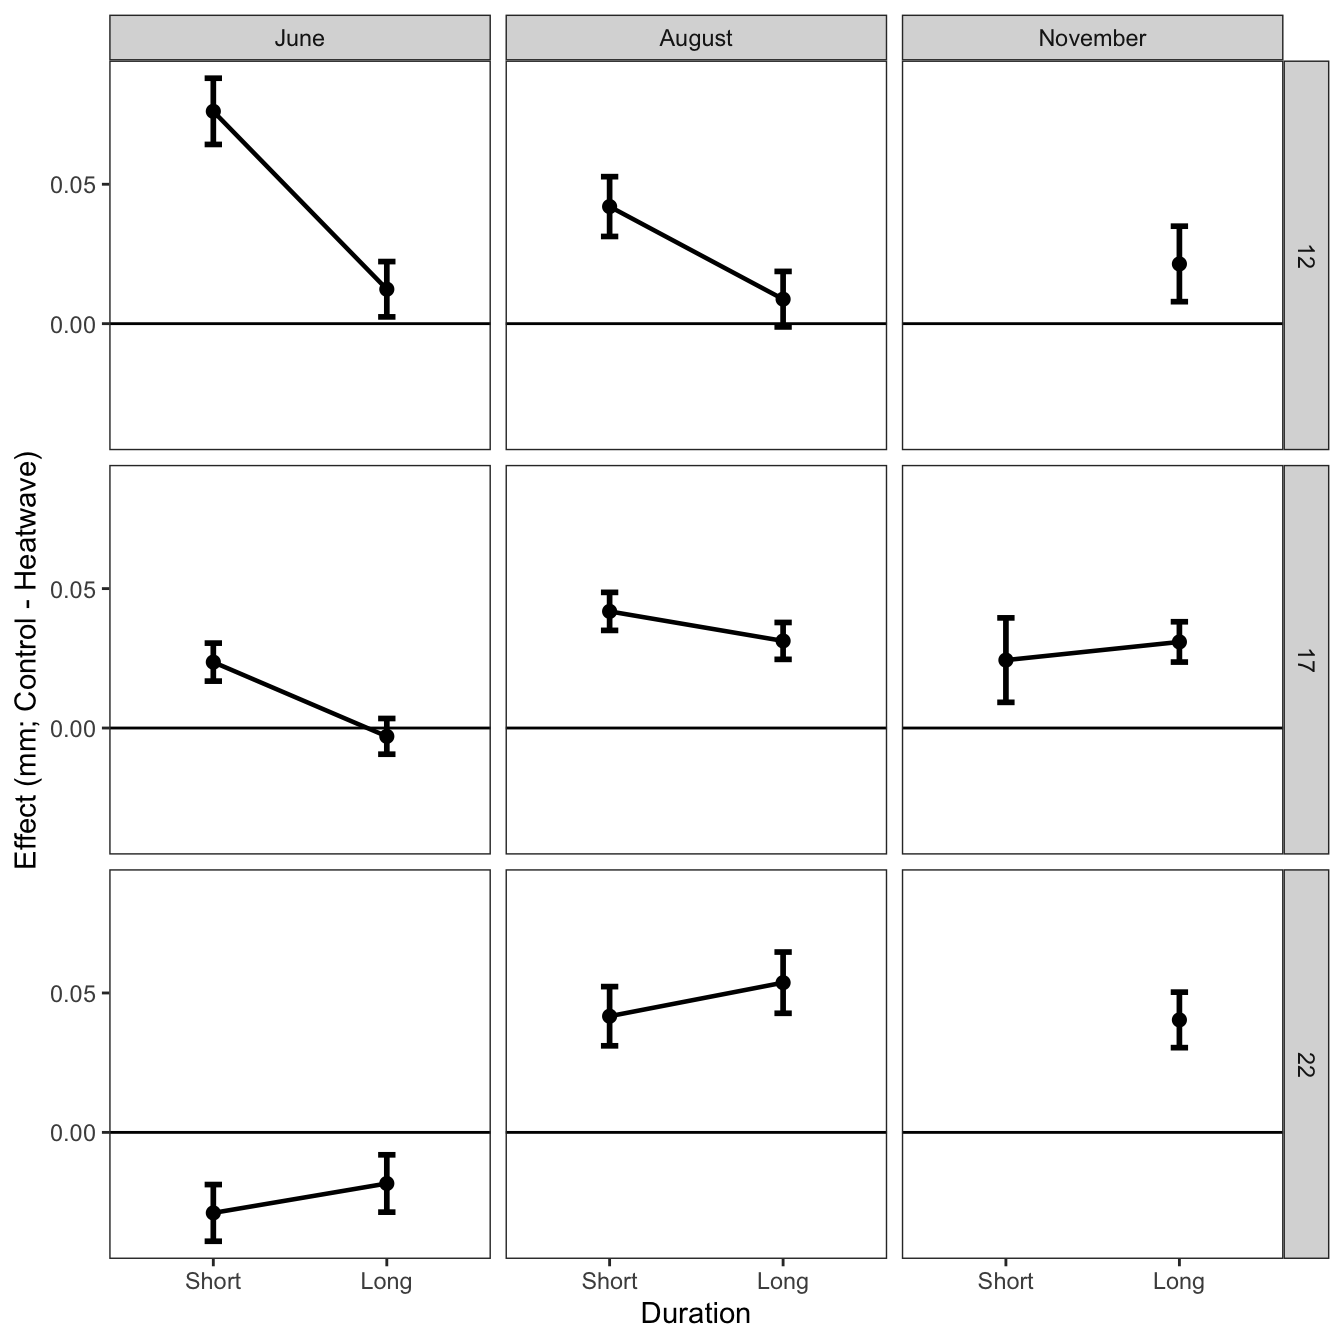 June August November
0.05
0.00
12
0.05
0.00
17
0.05
0.00
22
Effect (mm; Control - Heatwave)
Short Long Short Long Short Long
Duration